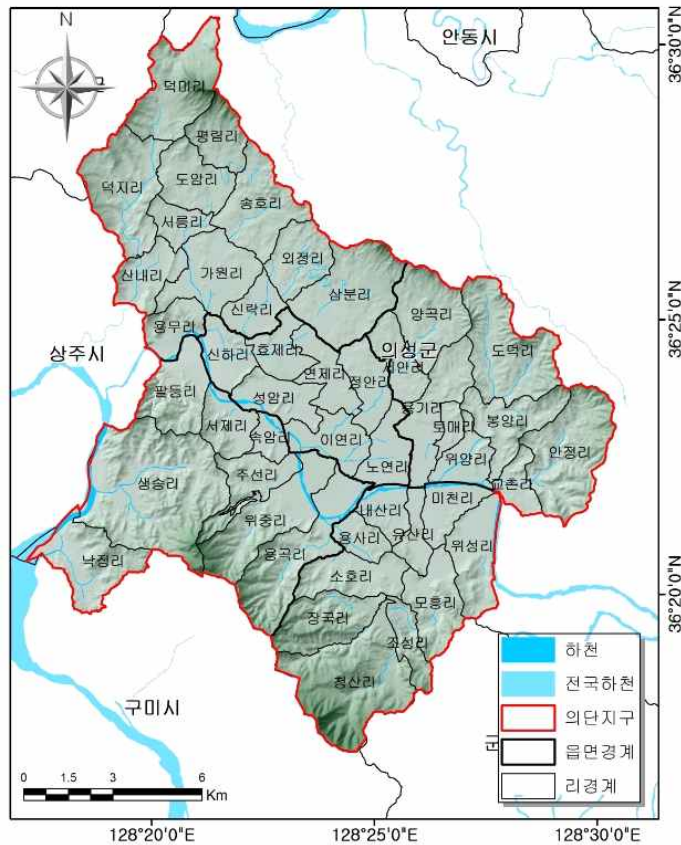 N
안동시
36°30'0"N
덕미리
평림리
덕지리
도암리
송호리
서릉리
외정리
산내리
가원리
삼분리
양곡리
신락리
용무리
36°25'0"N
상주시
신하리
효제리
의성군
도덕리
연제리
정안리
팔등리
성암리
용기리
토매리
봉양리
서제리
속암리
이연리
안정리
위양리
생송리
주선리
노연리
교촌리
미천리
위중리
내산리
용곡리
용사리
유산리
위성리
낙정리
소호리
36°20'0"N
모흥리
장곡리
조성리
청산리
구미시
하천
전국하천
의단지구
읍면경계
리경계
0 1.5 3 6
Km
128°20'0"E 128°25'0"E 128°30'0"E